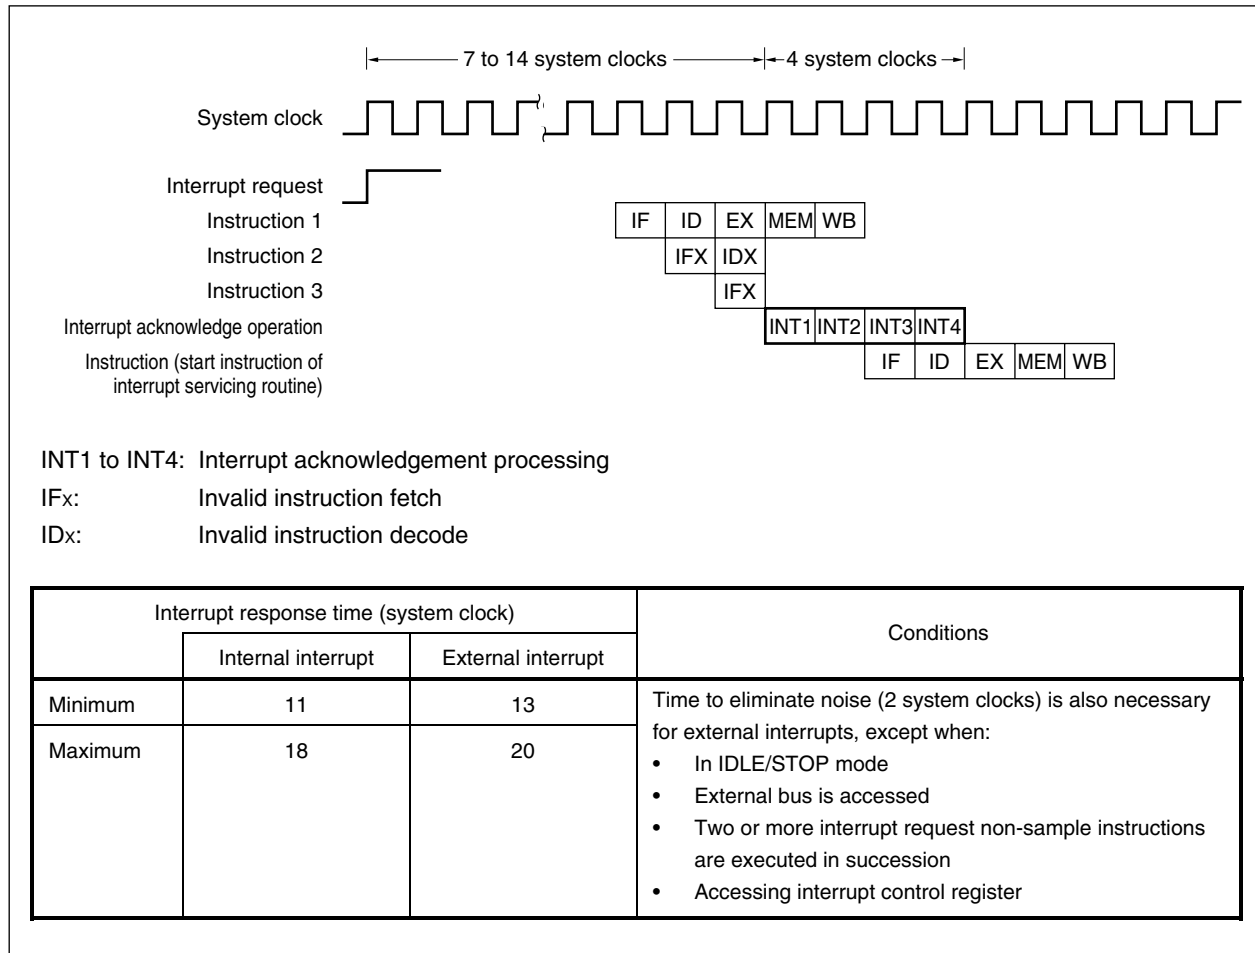 7 to 14 system clocks 4 system clocks
System clock
Interrupt request
Instruction 1 IF ID EX MEM WB
Instruction 2 IFX IDX
Instruction 3 IFX
Interrupt acknowledge operation INT1 INT2 INT3 INT4
Instruction (start instruction of
interrupt servicing routine) IF ID EX MEM WB
INT1 to INT4: Interrupt acknowledgement processing
IFX: Invalid instruction fetch
IDX: Invalid instruction decode
Interrupt response time (system clock) Conditions
Internal interrupt External interrupt
Minimum 11 13
Maximum 18 20
Time to eliminate noise (2 system clocks) is also necessary
for external interrupts, except when:
• In IDLE/STOP mode
• External bus is accessed
• Two or more interrupt request non-sample instructions
are executed in succession
• Accessing interrupt control register